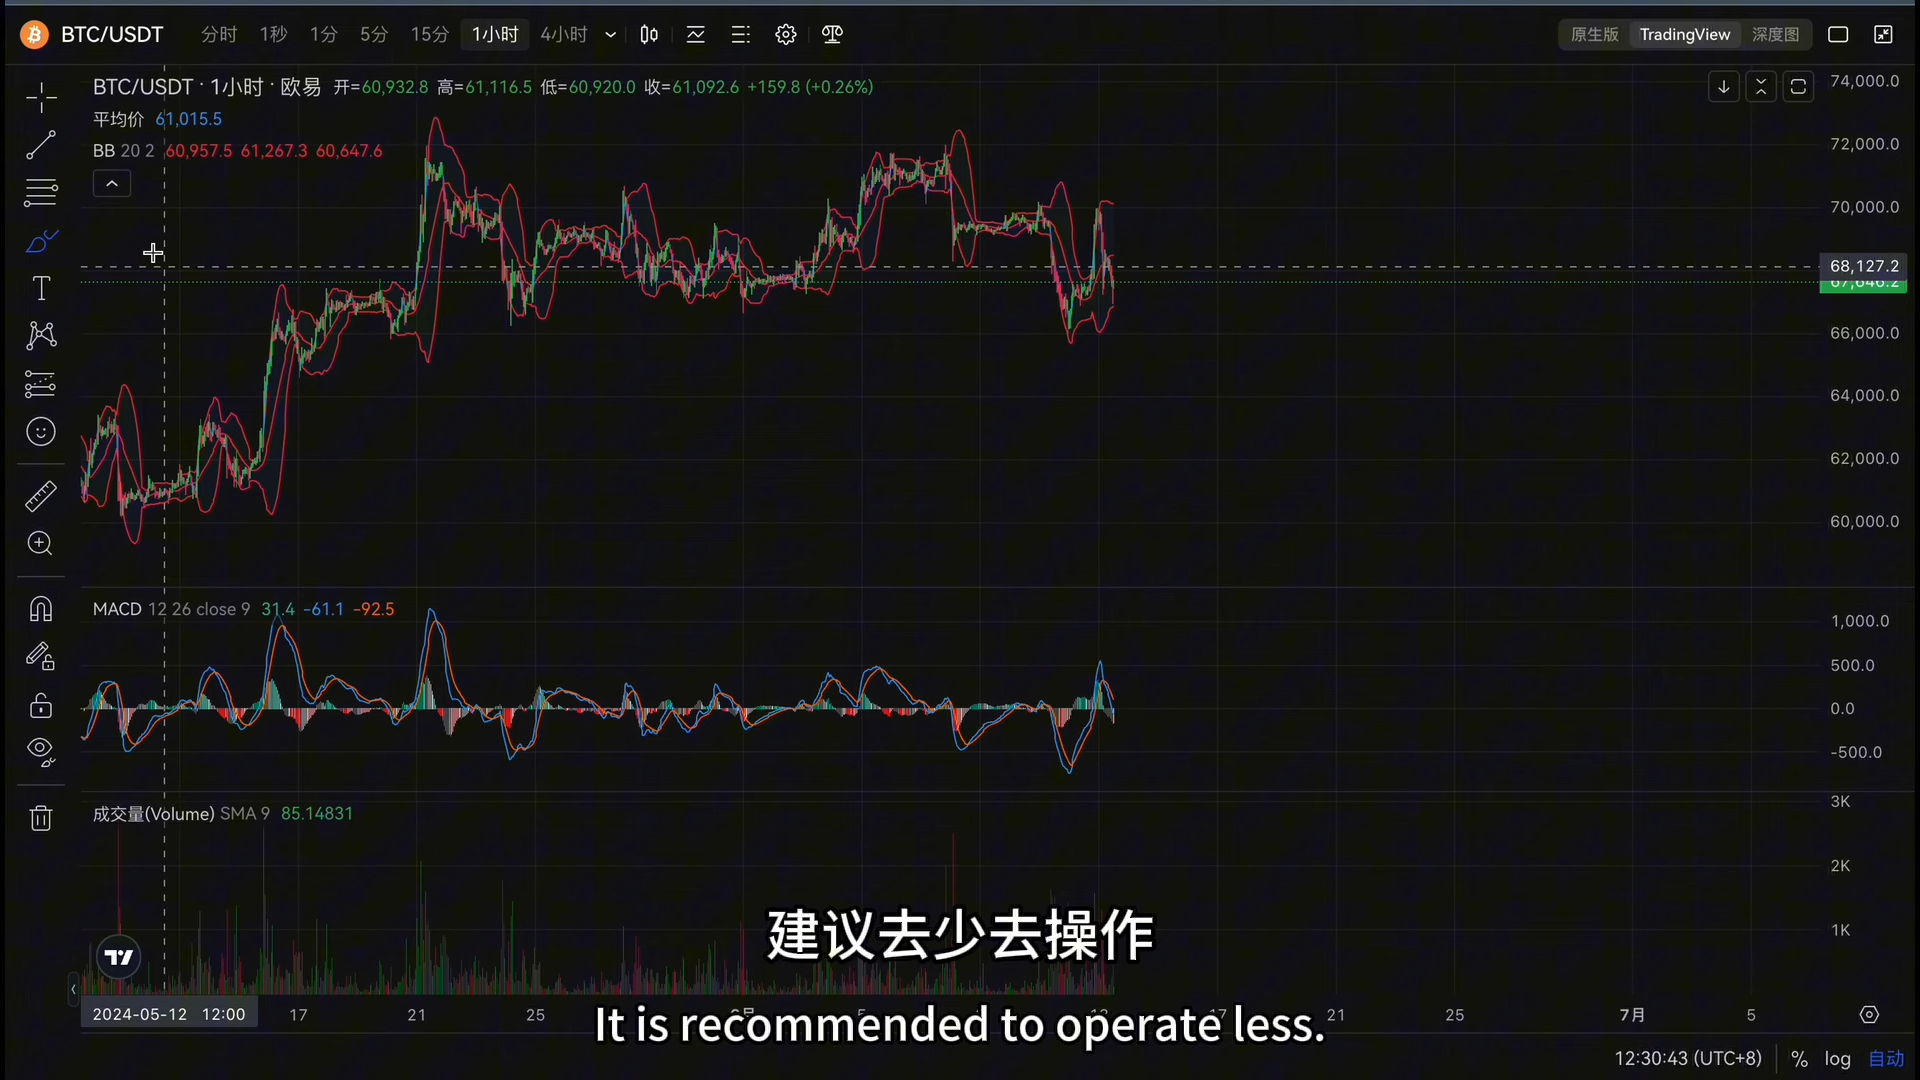 BTC/USDT 分时 1秒 1分 5分 15分 1小时 4小时 原生版 TradingView 深度图
BTC/USDT · 1小时 · 欧易 开=60,932.8 高=61,116.5 低=60,920.0 收=61,092.6 +159.8 (+0.26%)
平均价 61,015.5
BB 20 2 60,957.5 61,267.3 60,647.6
74,000.0
72,000.0
70,000.0
68,127.2
67,646.2
66,000.0
64,000.0
62,000.0
60,000.0
MACD 12 26 close 9 31.4 −61.1 −92.5
1,000.0
500.0
0.0
-500.0
成交量(Volume) SMA 9 85.14831
3K
2K
1K
建议去少去操作
2024-05-12 12:00 17 21 25 21 25 7月 5
It is recommended to operate less.
12:30:43 (UTC+8) % log 自动